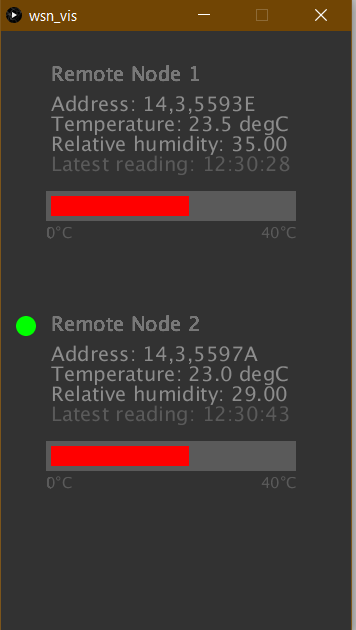 wsn_vis
Remote Node 1
Address: 14,3,5593E
Temperature: 23.5 degC
Relative humidity: 35.00
Latest reading: 12:30:28
0°C 40°C
Remote Node 2
Address: 14,3,5597A
Temperature: 23.0 degC
Relative humidity: 29.00
Latest reading: 12:30:43
0°C 40°C